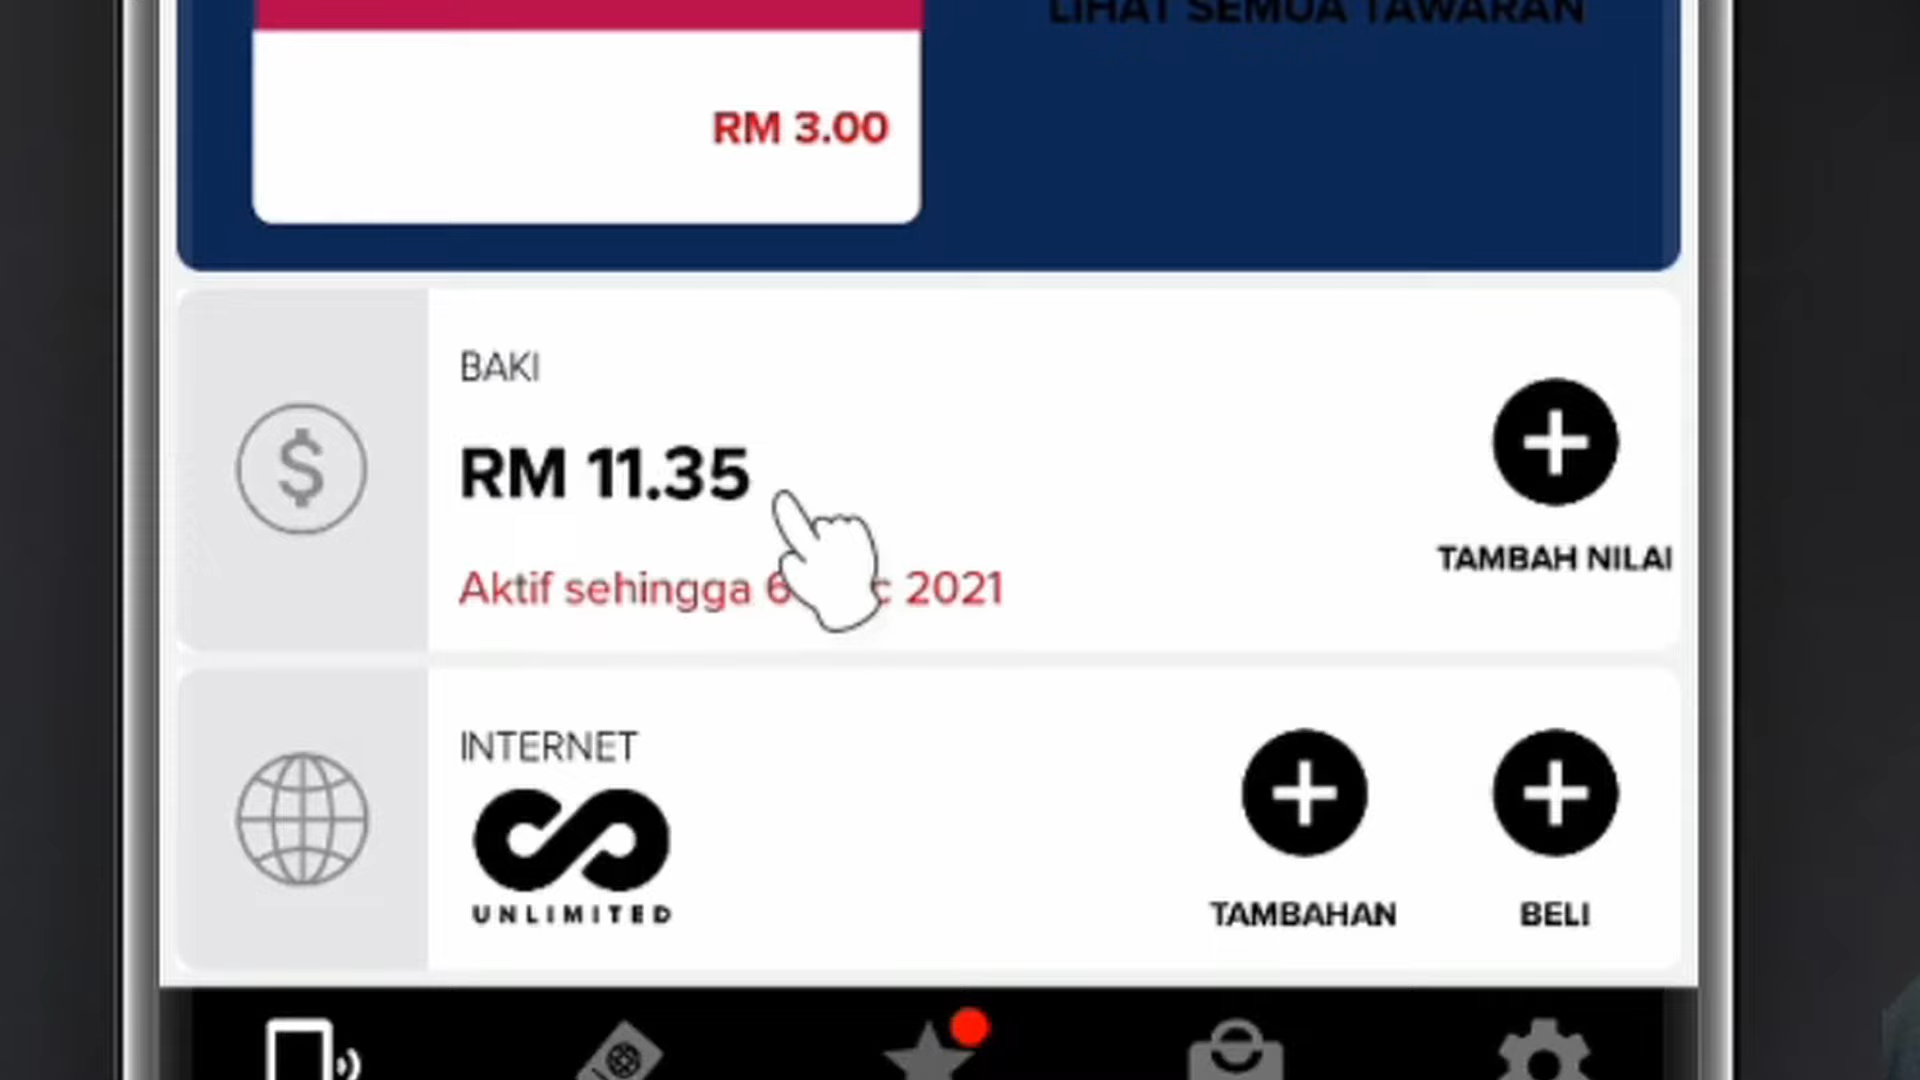 LIHAT SEMUA TAWARAN
RM 3.00
BAKI
RM 11.35
TAMBAH NILAI
Aktif sehingga 6 2021
INTERNET
UNLIMITED
TAMBAHAN
BELI